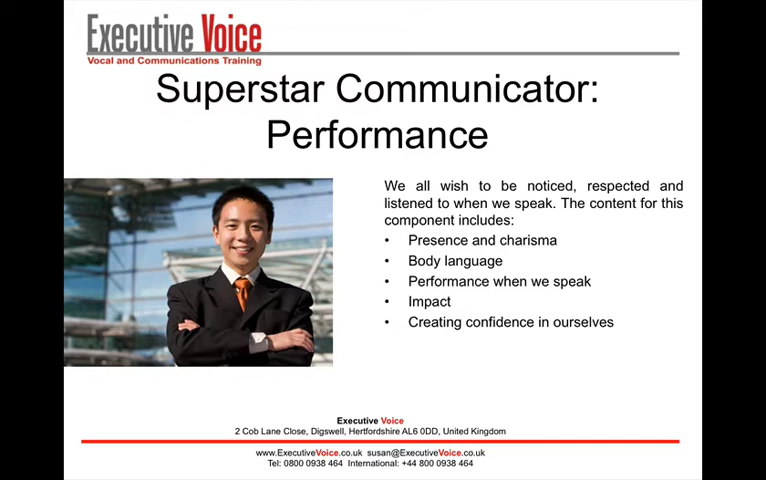 Executive Voice
Vocal and Communications Training
Superstar Communicator:
Performance
We all wish to be noticed, respected and
listened to when we speak. The content for this
component includes:
• Presence and charisma
• Body language
• Performance when we speak
• Impact
• Creating confidence in ourselves
Executive Voice
2 Cob Lane Close, Digswell, Hertfordshire AL6 0DD, United Kingdom
www.ExecutiveVoice.co.uk susan@ExecutiveVoice.co.uk
Tel: 0800 0938 464 International: +44 800 0938 464